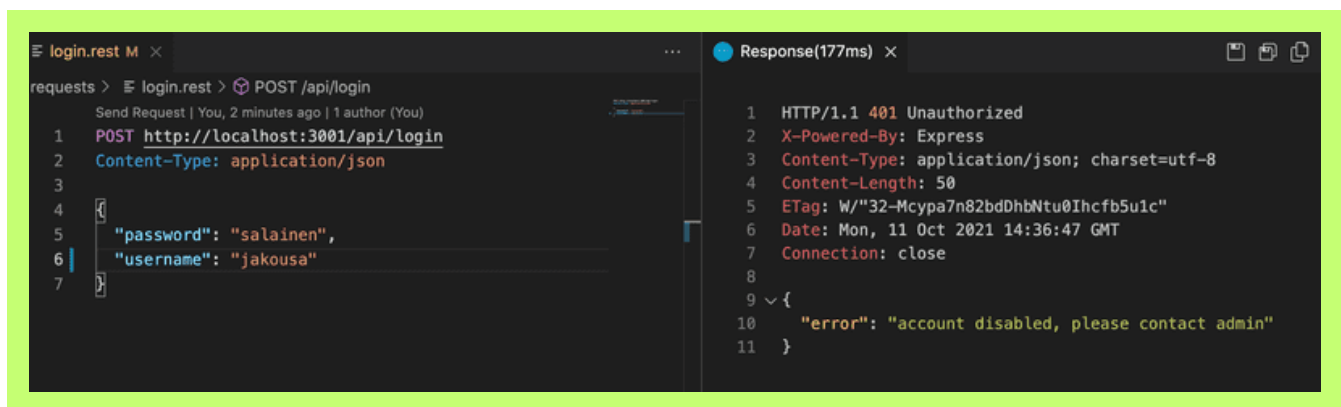 login.rest M
requests > login.rest > POST /api/login
Send Request | You, 2 minutes ago | 1 author (You)
1 POST http://localhost:3001/api/login
2 Content-Type: application/json
3
4 {
5 "password": "salainen",
6 "username": "jakousa"
7 }
Response(177ms)
1 HTTP/1.1 401 Unauthorized
2 X-Powered-By: Express
3 Content-Type: application/json; charset=utf-8
4 Content-Length: 50
5 ETag: W/"32-Mcypa7n82bdDhbNtu0Ihcfb5u1c"
6 Date: Mon, 11 Oct 2021 14:36:47 GMT
7 Connection: close
8
9 {
10 "error": "account disabled, please contact admin"
11 }